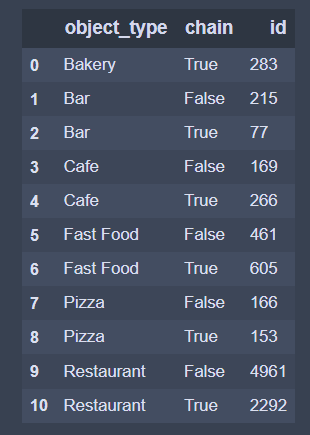 object_type chain id
0 Bakery True 283
1 Bar False 215
2 Bar True 77
3 Cafe False 169
4 Cafe True 266
5 Fast Food False 461
6 Fast Food True 605
7 Pizza False 166
8 Pizza True 153
9 Restaurant False 4961
10 Restaurant True 2292